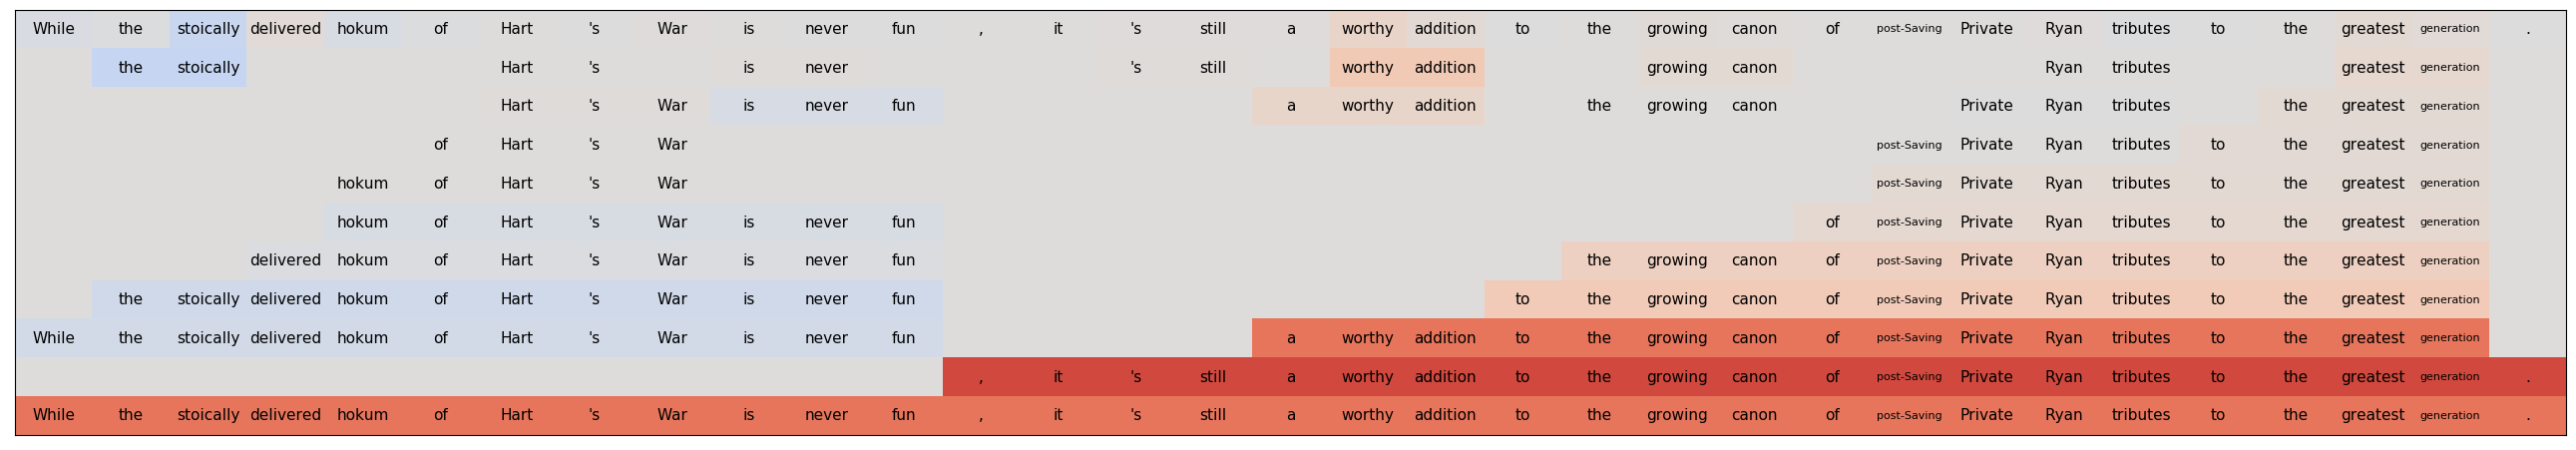 While the stoically delivered hokum of Hart 's War is never fun , it 's still a worthy addition to the growing canon of post-Saving Private Ryan tributes to the greatest generation .
the stoically Hart 's is never 's still worthy addition growing canon Ryan tributes greatest generation
Hart 's War is never fun a worthy addition the growing canon Private Ryan tributes the greatest generation
of Hart 's War post-Saving Private Ryan tributes to the greatest generation
hokum of Hart 's War post-Saving Private Ryan tributes to the greatest generation
hokum of Hart 's War is never fun of post-Saving Private Ryan tributes to the greatest generation
delivered hokum of Hart 's War is never fun the growing canon of post-Saving Private Ryan tributes to the greatest generation
the stoically delivered hokum of Hart 's War is never fun to the growing canon of post-Saving Private Ryan tributes to the greatest generation
While the stoically delivered hokum of Hart 's War is never fun a worthy addition to the growing canon of post-Saving Private Ryan tributes to the greatest generation
, it 's still a worthy addition to the growing canon of post-Saving Private Ryan tributes to the greatest generation .
While the stoically delivered hokum of Hart 's War is never fun , it 's still a worthy addition to the growing canon of post-Saving Private Ryan tributes to the greatest generation .